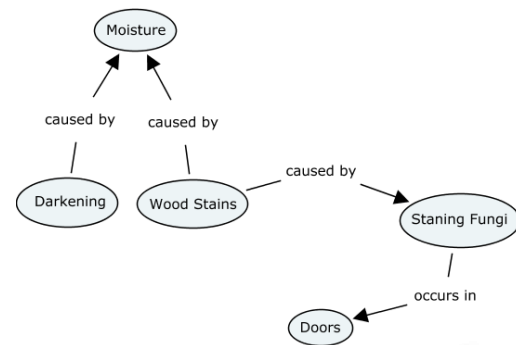 Moisture
caused by
caused by
caused by
Darkening
Wood Stains
Staning Fungi
occurs in
Doors